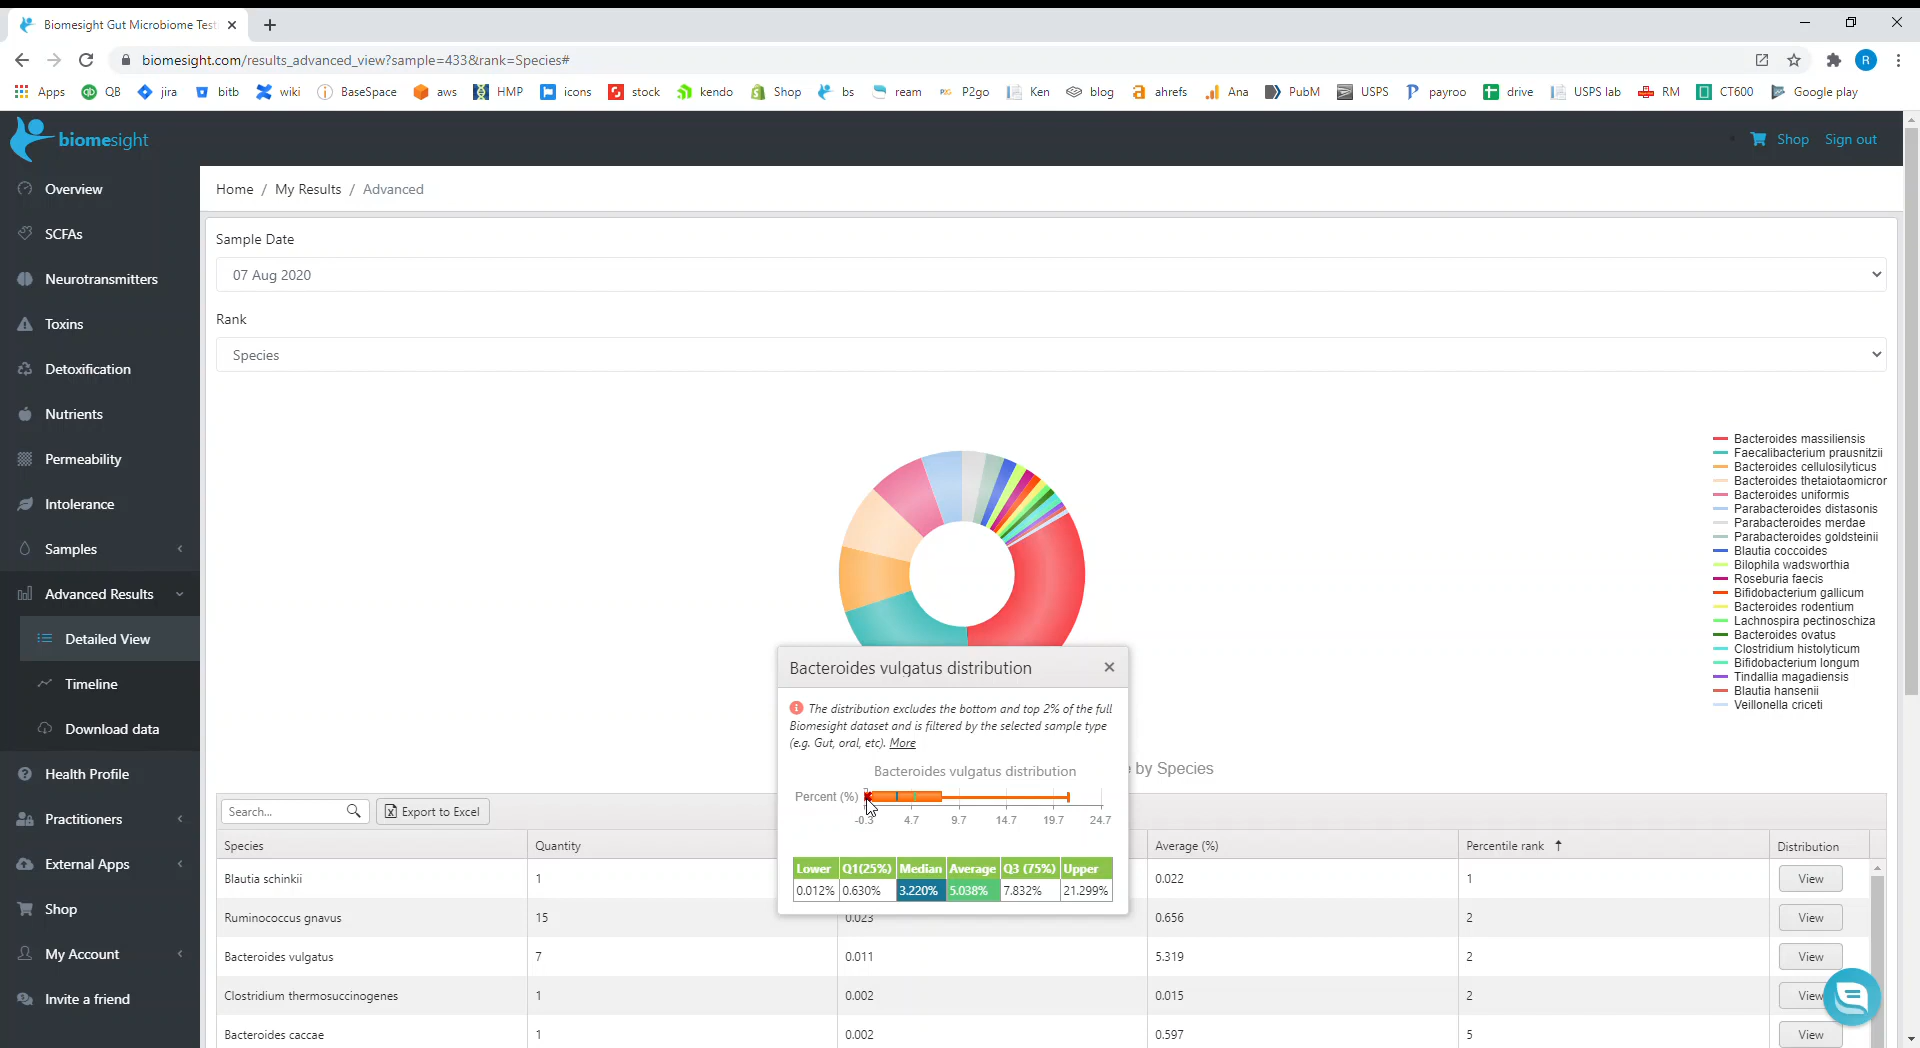 Biomesight Gut Microbiome Test
biomesight.com/results_advanced_view?sample=433&rank=Species#
R
Apps QB jira bitb wiki BaseSpace aws HMP icons stock kendo Shop bs ream P2go Ken blog ahrefs Ana PubM USPS payroo drive USPS lab RM CT600 Google play
biomesight
Shop Sign out
Overview
SCFAs
Neurotransmitters
Toxins
Detoxification
Nutrients
Permeability
Intolerance
Samples
Advanced Results
Detailed View
Timeline
Download data
Health Profile
Practitioners
External Apps
Shop
My Account
Invite a friend
Home / My Results / Advanced
Sample Date
07 Aug 2020
Rank
Species
Bacteroides massiliensis
Faecalibacterium prausnitzii
Bacteroides cellulosilyticus
Bacteroides thetaiotaomicror
Bacteroides uniformis
Parabacteroides distasonis
Parabacteroides merdae
Parabacteroides goldsteinii
Blautia coccoides
Bilophila wadsworthia
Roseburia faecis
Bifidobacterium gallicum
Bacteroides rodentium
Lachnospira pectinoschiza
Bacteroides ovatus
Clostridium histolyticum
Bifidobacterium longum
Tindallia magadiensis
Blautia hansenii
Veillonella criceti
by Species
Bacteroides vulgatus distribution
The distribution excludes the bottom and top 2% of the full
Biomesight dataset and is filtered by the selected sample type
(e.g. Gut, oral, etc). More
Bacteroides vulgatus distribution
Percent (%)
-0.3 4.7 9.7 14.7 19.7 24.7
Lower Q1(25%) Median Average Q3 (75%) Upper
0.012% 0.630% 3.220% 5.038% 7.832% 21.299%
Search... Export to Excel
Species Quantity Average (%) Percentile rank Distribution
Blautia schinkii 1 0.022 1 View
Ruminococcus gnavus 15 0.023 0.656 2 View
Bacteroides vulgatus 7 0.011 5.319 2 View
Clostridium thermosuccinogenes 1 0.002 0.015 2 View
Bacteroides caccae 1 0.002 0.597 5 View